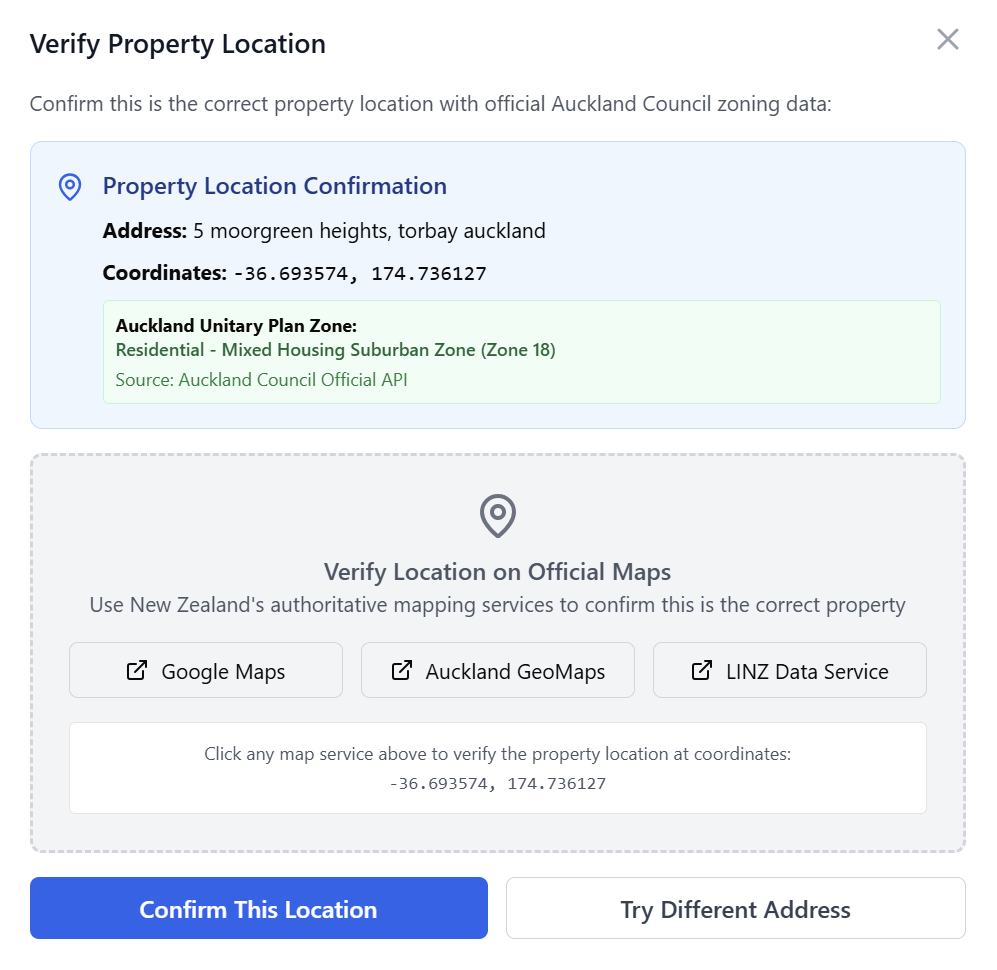 Verify Property Location
Confirm this is the correct property location with official Auckland Council zoning data:
Property Location Confirmation
Address: 5 moorgreen heights, torbay auckland
Coordinates: -36.693574, 174.736127
Auckland Unitary Plan Zone:
Residential - Mixed Housing Suburban Zone (Zone 18)
Source: Auckland Council Official API
Verify Location on Official Maps
Use New Zealand's authoritative mapping services to confirm this is the correct property
Google Maps
Auckland GeoMaps
LINZ Data Service
Click any map service above to verify the property location at coordinates:
-36.693574, 174.736127
Confirm This Location
Try Different Address